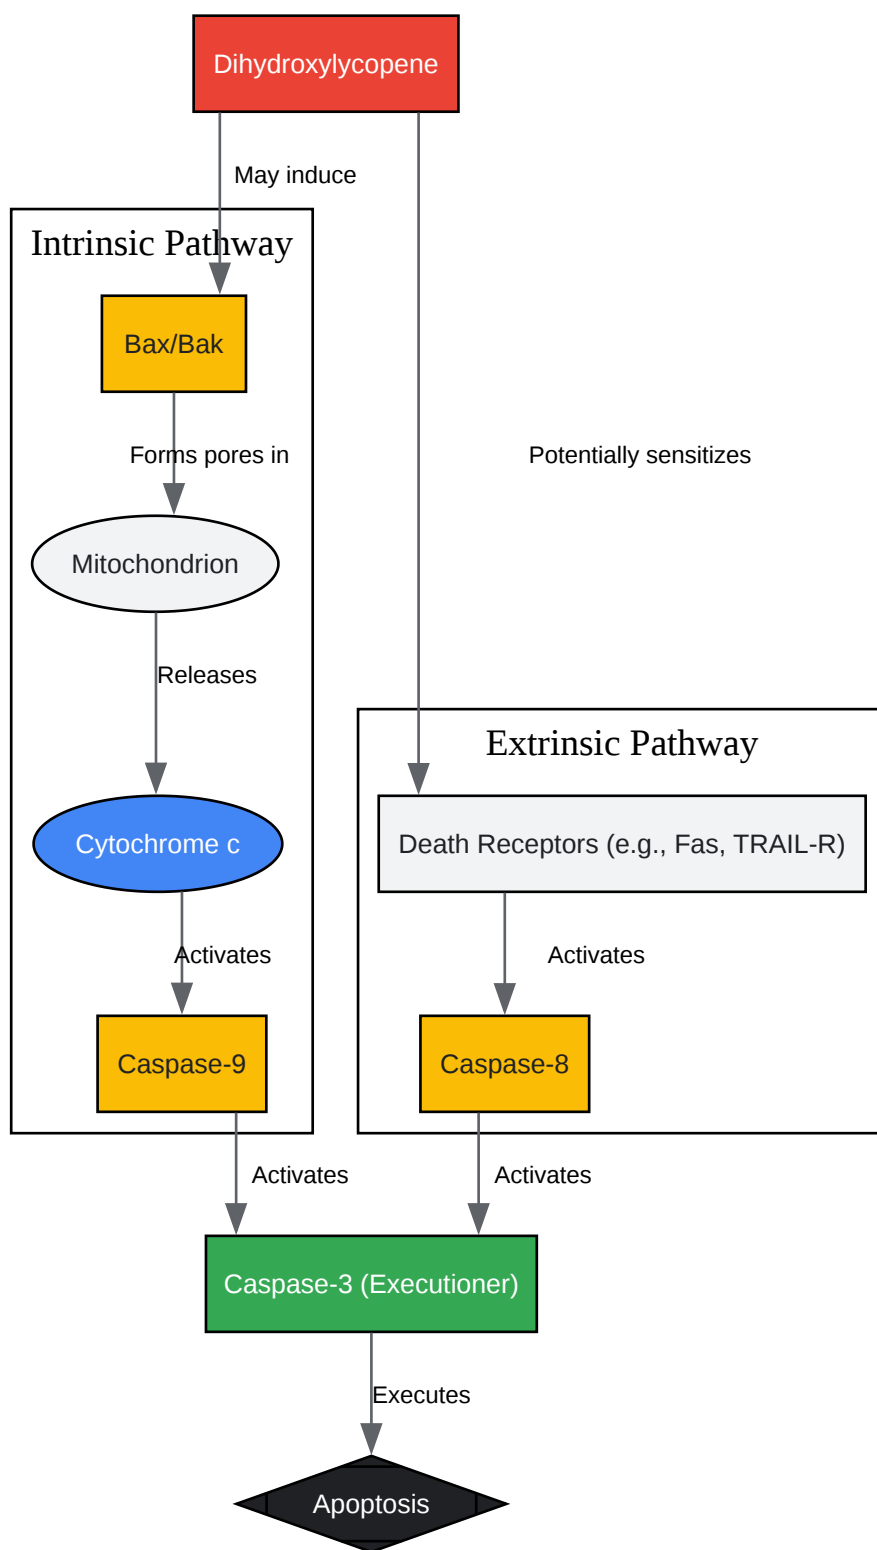 Dihydroxylycopene
May induce
Intrinsic Pathway
Bax/Bak
Forms pores in
Potentially sensitizes
Mitochondrion
Releases
Extrinsic Pathway
Cytochrome c
Death Receptors (e.g., Fas, TRAIL-R)
Activates
Activates
Caspase-9
Caspase-8
Activates
Activates
Caspase-3 (Executioner)
Executes
Apoptosis